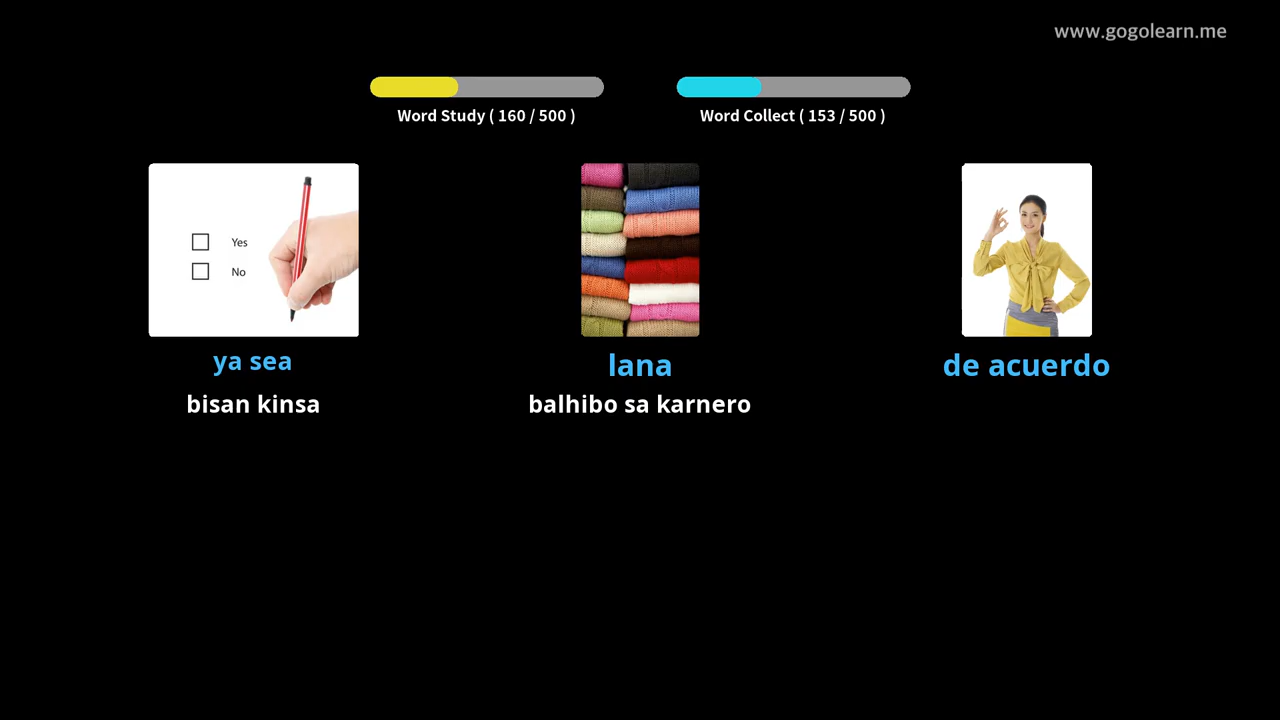 www.gogolearn.me
Word Study ( 160 / 500 )
Word Collect ( 153 / 500 )
Yes
No
ya sea
lana
de acuerdo
bisan kinsa
balhibo sa karnero